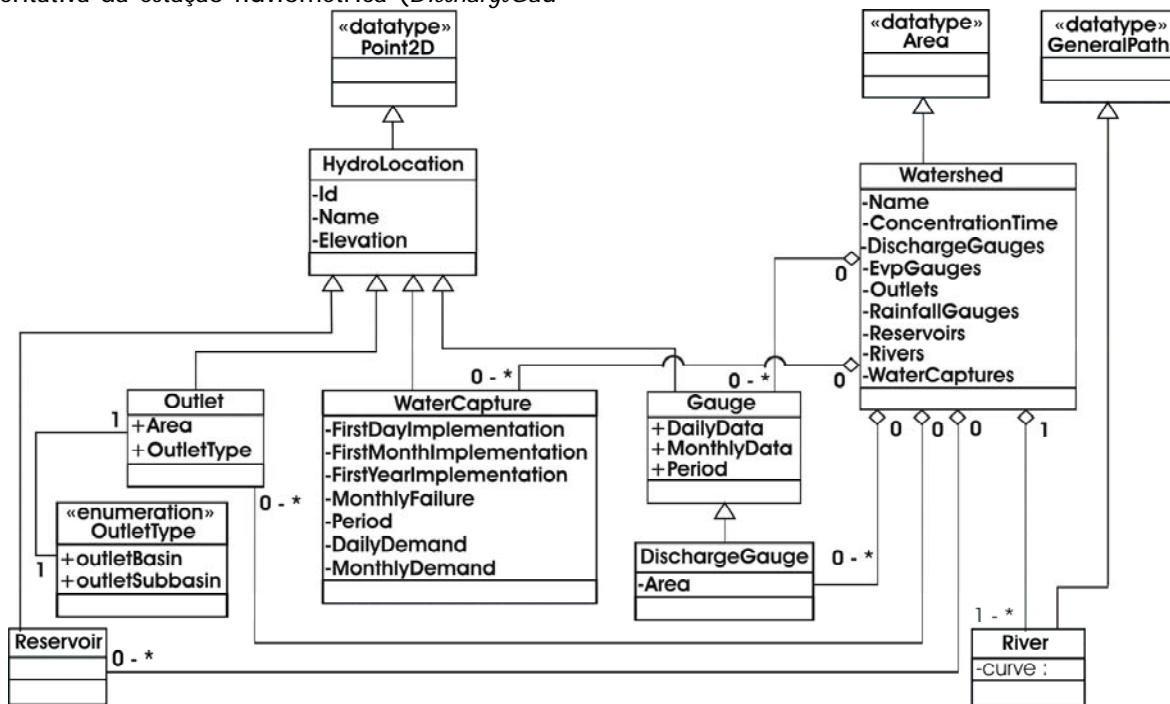 «datatype»
Point2D
«datatype»
Area
«datatype»
GeneralPath
HydroLocation
-Id
-Name
-Elevation
Watershed
-Name
-ConcentrationTime
-DischargeGauges
-EvpGauges
-Outlets
-RainfallGauges
-Reservoirs
-Rivers
-WaterCaptures
0
0
0 - *
0 - *
Outlet
+Area
+OutletType
1
WaterCapture
-FirstDayImplementation
-FirstMonthImplementation
-FirstYearImplementation
-MonthlyFailure
-Period
-DailyDemand
-MonthlyDemand
Gauge
+DailyData
+MonthlyData
+Period
0
0
0
1
0 - *
«enumeration»
OutletType
+outletBasin
+outletSubbasin
1
DischargeGauge
-Area
0 - *
1 - *
Reservoir
0 - *
River
-curve :